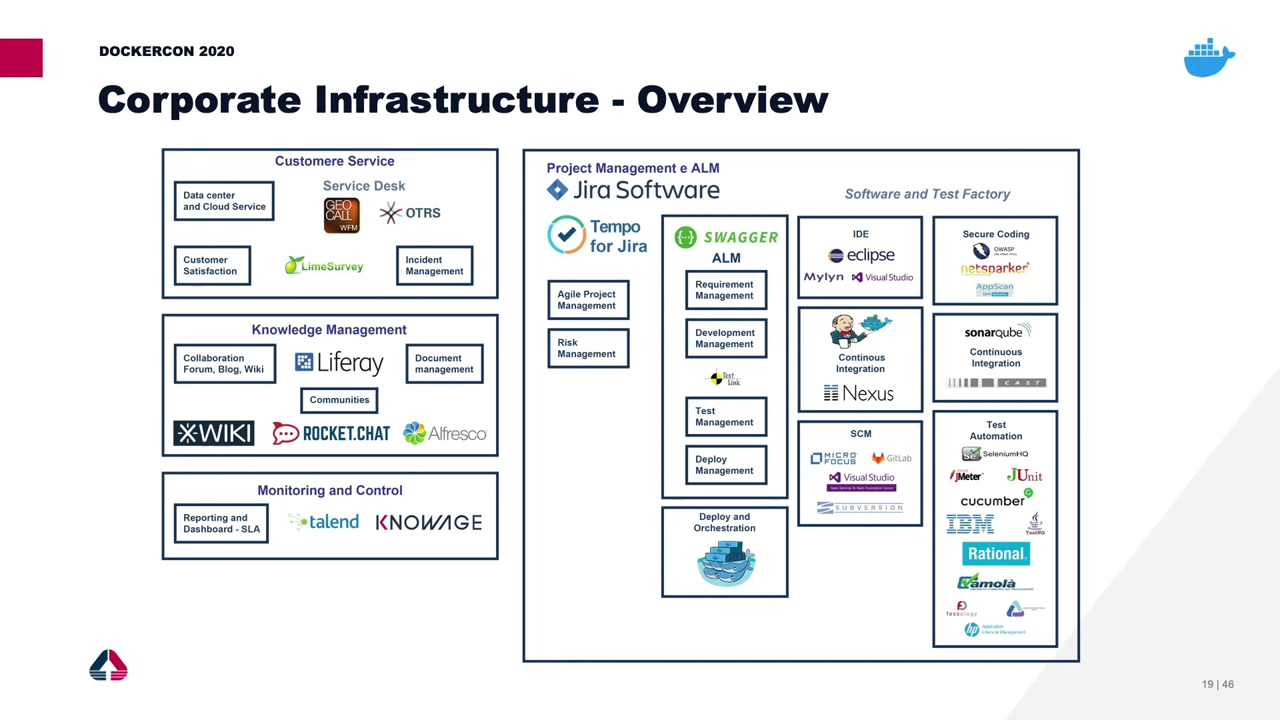 DOCKERCON 2020
Corporate Infrastructure - Overview
Customere Service
Service Desk
Data center
and Cloud Service
GEO
CALL
WFM
OTRS
Customer
Satisfaction
LimeSurvey
Incident
Management
Knowledge Management
Collaboration
Forum, Blog, Wiki
Liferay
Document
management
Communities
XWIKI
ROCKET.CHAT
Alfresco
Monitoring and Control
Reporting and
Dashboard - SLA
talend
KNOWAGE
Project Management e ALM
Jira Software
Tempo
for Jira
Agile Project
Management
Risk
Management
SWAGGER
ALM
Requirement
Management
Development
Management
Test
Link
Test
Management
Deploy
Management
Deploy and
Orchestration
Software and Test Factory
IDE
eclipse
Mylyn
Visual Studio
Continous
Integration
Nexus
SCM
MICRO
FOCUS
GitLab
Visual Studio
SUBVERSION
Secure Coding
OWASP
netsparker
AppScan
sonarqube
Continuous
Integration
CAST
Test
Automation
SeleniumHQ
JMeter
JUnit
cucumber
IBM
TestNG
Rational
amolà
fossology
hp
Application
Lifecycle Management
19 | 46